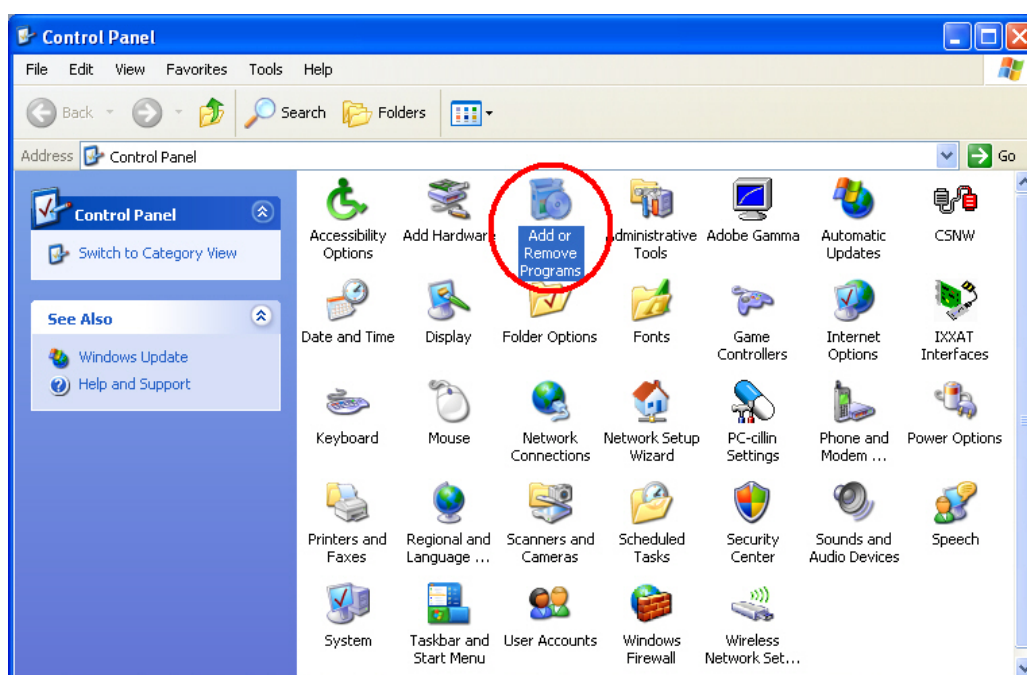 Control Panel
File Edit View Favorites Tools Help
Back Search Folders
Address Control Panel Go
Control Panel
Switch to Category View
See Also
Windows Update
Help and Support
Accessibility Options
Add Hardware
Add or Remove Programs
Administrative Tools
Adobe Gamma
Automatic Updates
CSNW
Date and Time
Display
Folder Options
Fonts
Game Controllers
Internet Options
IXXAT Interfaces
Keyboard
Mouse
Network Connections
Network Setup Wizard
PC-cillin Settings
Phone and Modem ...
Power Options
Printers and Faxes
Regional and Language ...
Scanners and Cameras
Scheduled Tasks
Security Center
Sounds and Audio Devices
Speech
System
Taskbar and Start Menu
User Accounts
Windows Firewall
Wireless Network Set...